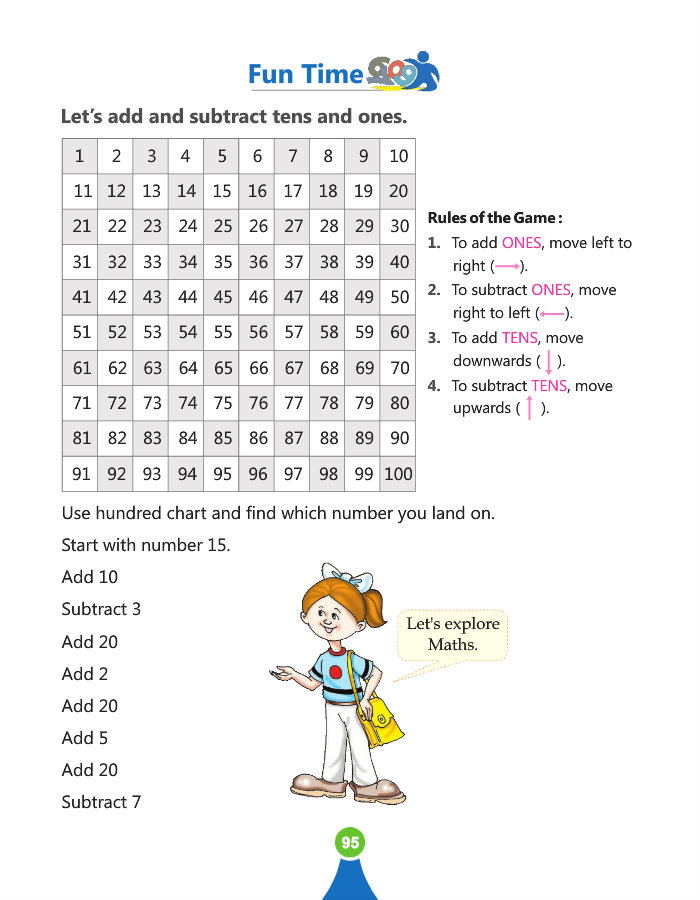 Fun Time
Let's add and subtract tens and ones.
1 2 3 4 5 6 7 8 9 10
11 12 13 14 15 16 17 18 19 20
21 22 23 24 25 26 27 28 29 30
31 32 33 34 35 36 37 38 39 40
41 42 43 44 45 46 47 48 49 50
51 52 53 54 55 56 57 58 59 60
61 62 63 64 65 66 67 68 69 70
71 72 73 74 75 76 77 78 79 80
81 82 83 84 85 86 87 88 89 90
91 92 93 94 95 96 97 98 99 100
Rules of the Game :
1. To add ONES, move left to
right (→).
2. To subtract ONES, move
right to left (←).
3. To add TENS, move
downwards ( ↓ ).
4. To subtract TENS, move
upwards ( ↑ ).
Use hundred chart and find which number you land on.
Start with number 15.
Add 10
Subtract 3
Add 20
Add 2
Add 20
Add 5
Add 20
Subtract 7
Let's explore
Maths.
95